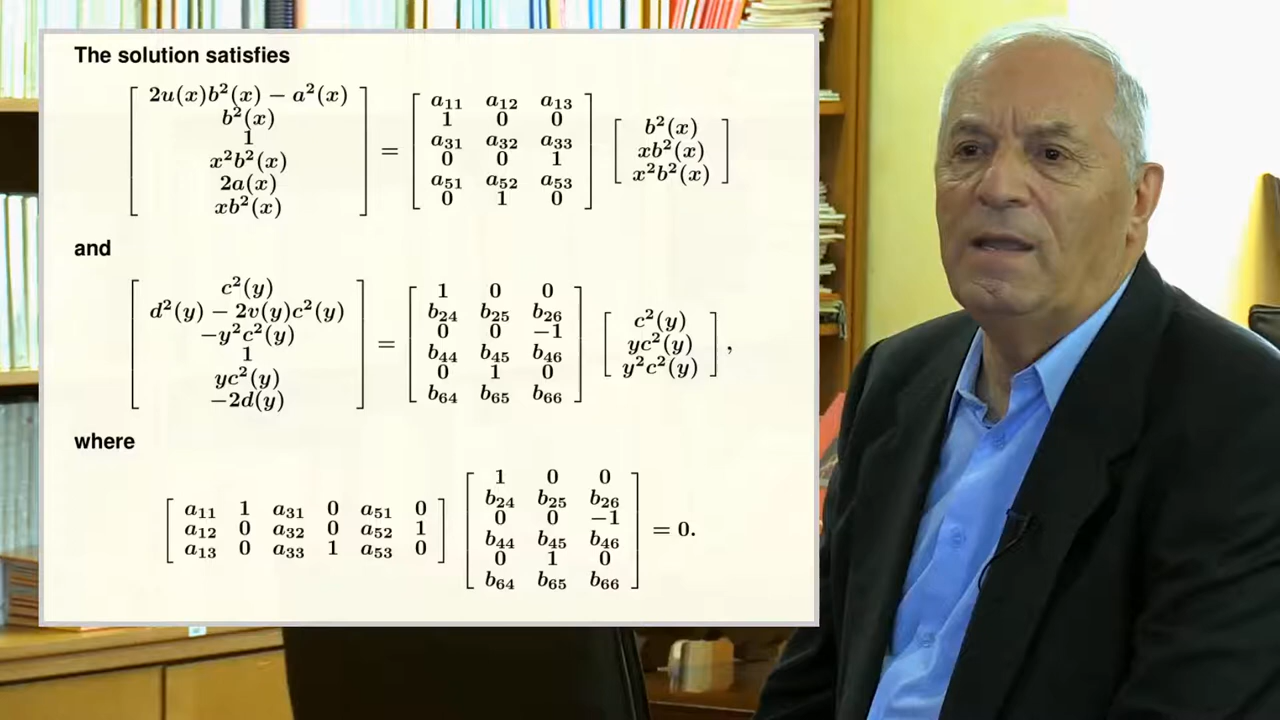 The solution satisfies
[ 2u(x)b²(x) − a²(x) ] [ a₁₁ a₁₂ a₁₃ ]
b²(x) 1 0 0 [ b²(x) ]
1 a₃₁ a₃₂ a₃₃
x²b²(x) = 0 0 1 xb²(x)
2a(x) a₅₁ a₅₂ a₅₃ x²b²(x)
xb²(x) 0 1 0
and
c²(y) 1 0 0
d²(y) − 2v(y)c²(y) b₂₄ b₂₅ b₂₆ [ c²(y) ]
−y²c²(y) 0 0 −1
1 = b₄₄ b₄₅ b₄₆ yc²(y) ,
yc²(y) 0 1 0 y²c²(y)
−2d(y) b₆₄ b₆₅ b₆₆
where
1 0 0
a₁₁ 1 a₃₁ 0 a₅₁ 0 b₂₄ b₂₅ b₂₆
a₁₂ 0 a₃₂ 0 a₅₂ 1 0 0 −1 = 0.
a₁₃ 0 a₃₃ 1 a₅₃ 0 b₄₄ b₄₅ b₄₆
0 1 0
b₆₄ b₆₅ b₆₆